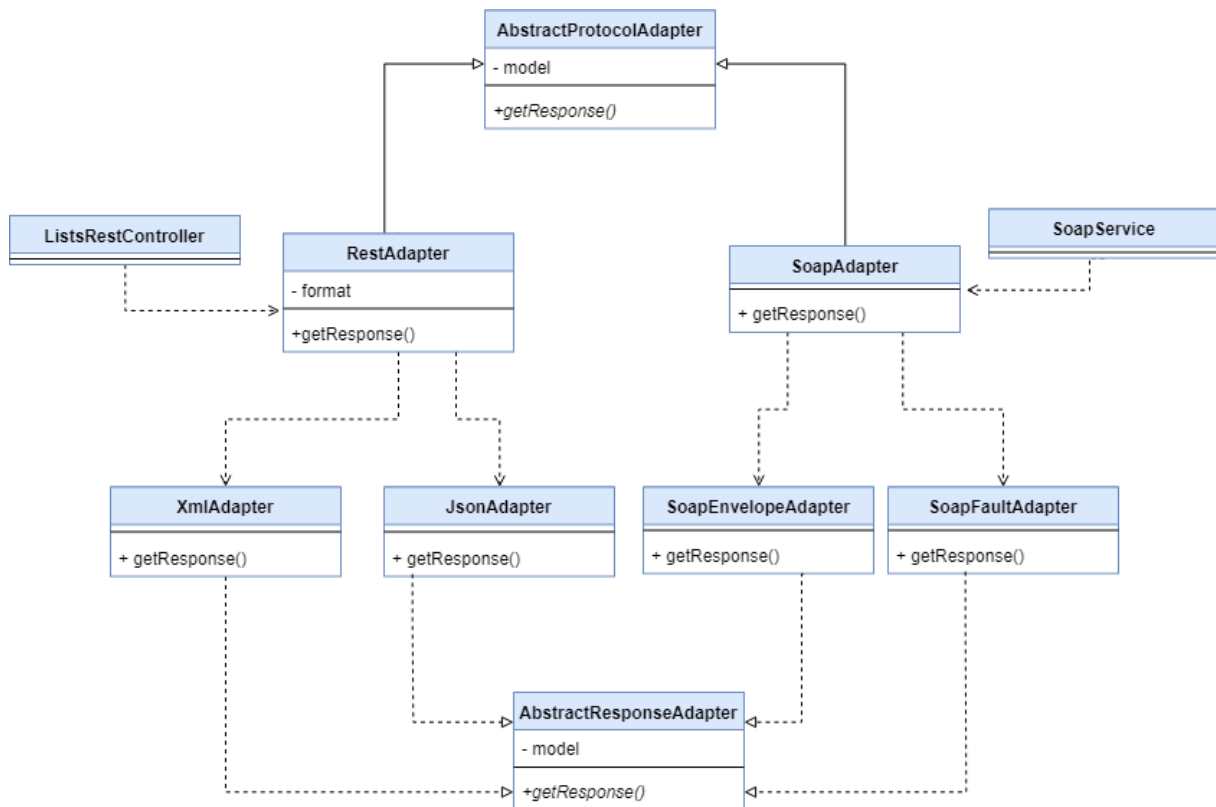 AbstractProtocolAdapter
- model
+getResponse()
ListsRestController
RestAdapter
- format
+getResponse()
SoapAdapter
+ getResponse()
SoapService
XmlAdapter
+ getResponse()
JsonAdapter
+ getResponse()
SoapEnvelopeAdapter
+ getResponse()
SoapFaultAdapter
+ getResponse()
AbstractResponseAdapter
- model
+getResponse()